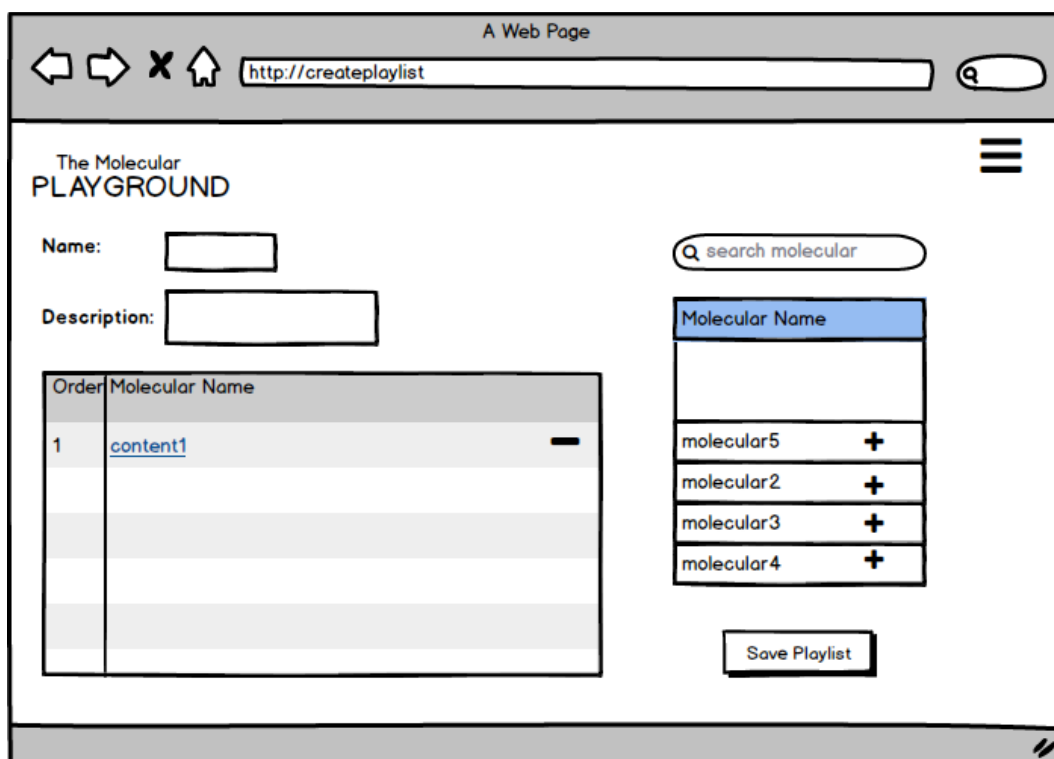 A Web Page
http://createplaylist
The Molecular
PLAYGROUND
Name:
Description:
Order Molecular Name
1 content1
search molecular
Molecular Name
molecular5
molecular2
molecular3
molecular4
Save Playlist